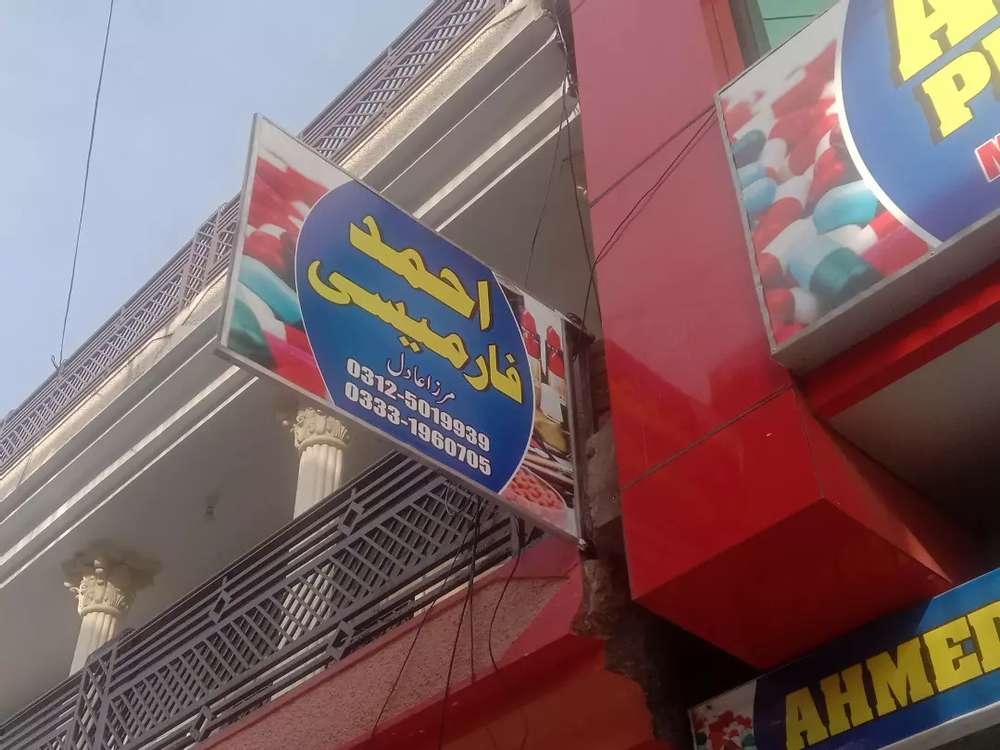 احمد
فارمیسی
مرزا عادل
0312-5019939
0333-1960705
A
P
AHMED